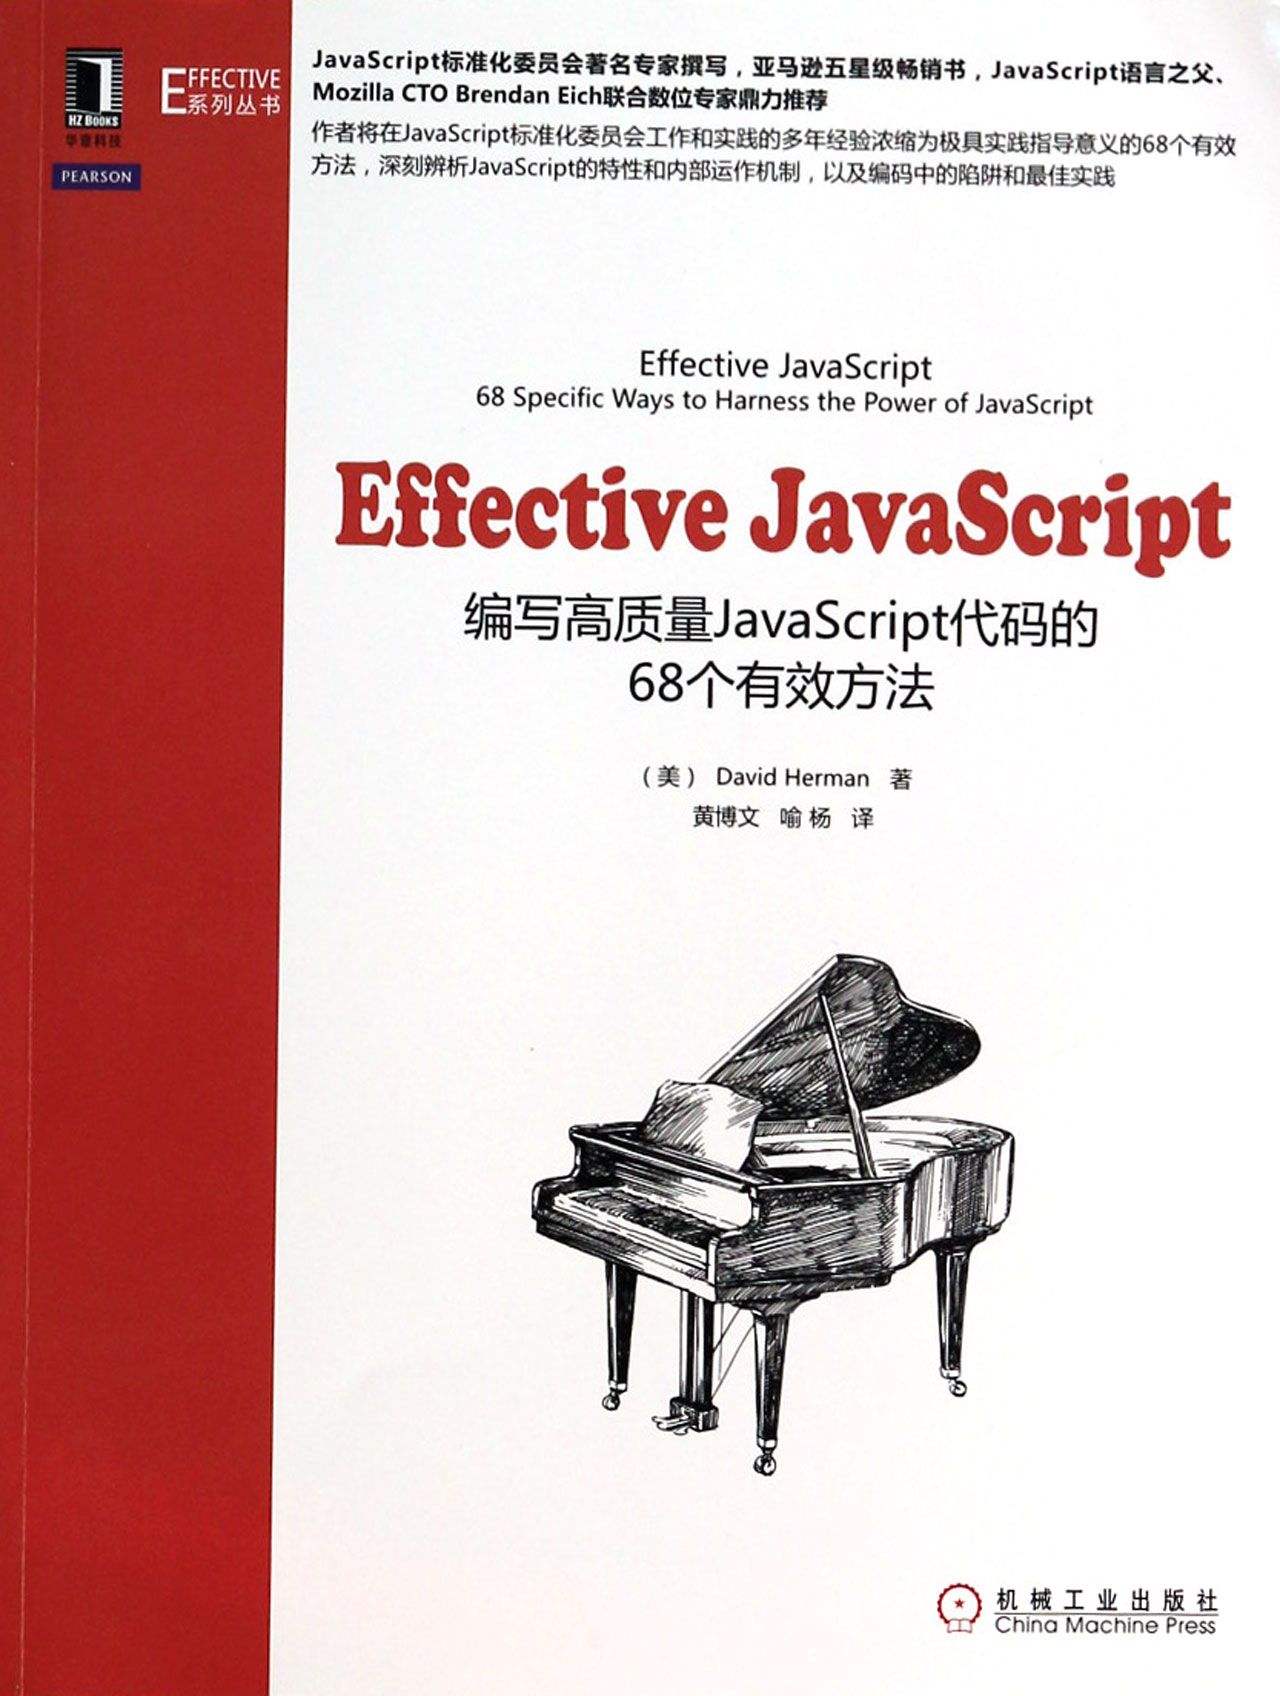 HZ BOOKS
华章科技
PEARSON
EFFECTIVE
系列丛书
JavaScript标准化委员会著名专家撰写，亚马逊五星级畅销书，JavaScript语言之父、
Mozilla CTO Brendan Eich联合数位专家鼎力推荐
作者将在JavaScript标准化委员会工作和实践的多年经验浓缩为极具实践指导意义的68个有效
方法，深刻辨析JavaScript的特性和内部运作机制，以及编码中的陷阱和最佳实践
Effective JavaScript
68 Specific Ways to Harness the Power of JavaScript
Effective JavaScript
编写高质量JavaScript代码的
68个有效方法
（美） David Herman 著
黄博文 喻杨 译
机械工业出版社
China Machine Press